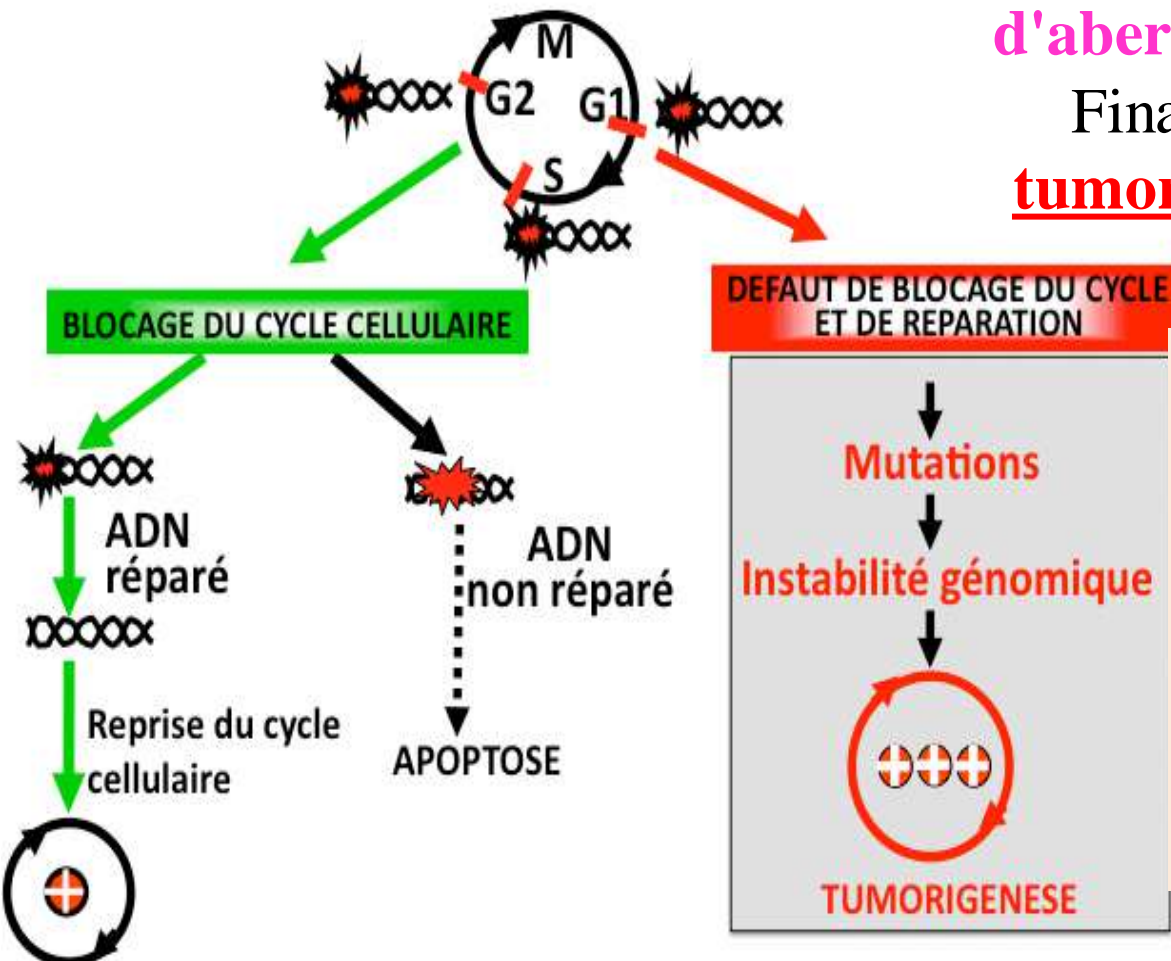 d'aber
Fina
tumor
M
G2
G1
S
BLOCAGE DU CYCLE CELLULAIRE
DEFAUT DE BLOCAGE DU CYCLE
ET DE REPARATION
ADN
réparé
ADN
non réparé
Reprise du cycle
cellulaire
APOPTOSE
Mutations
Instabilité génomique
TUMORIGENESE